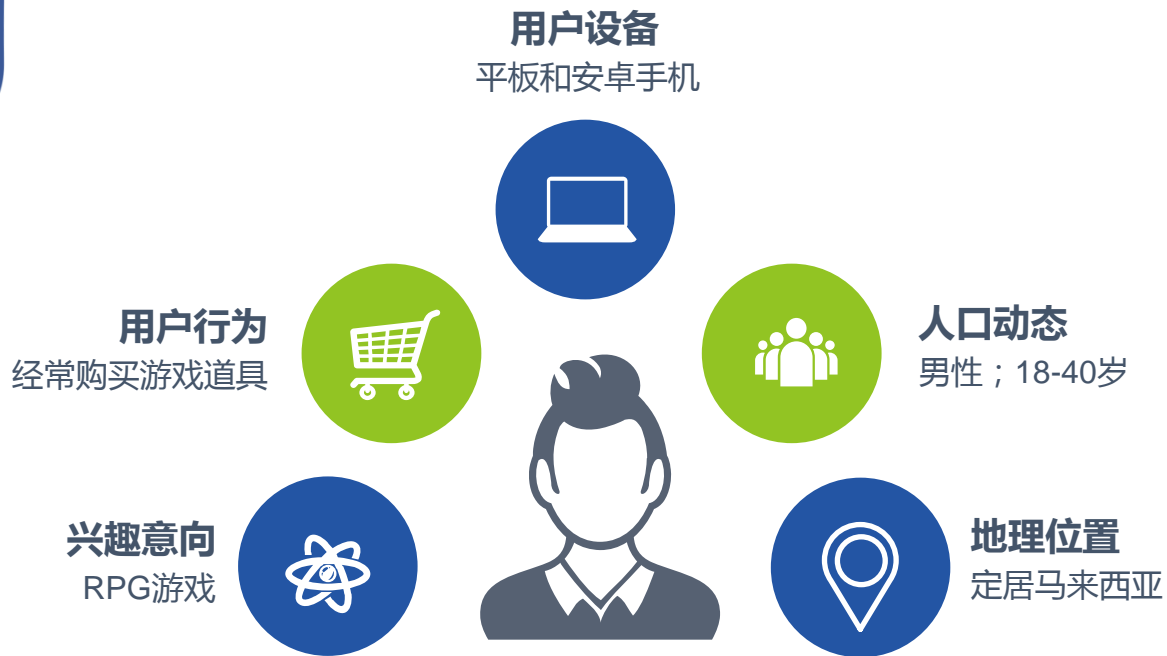 用户设备
平板和安卓手机
用户行为
经常购买游戏道具
人口动态
男性；18-40岁
兴趣意向
RPG游戏
地理位置
定居马来西亚